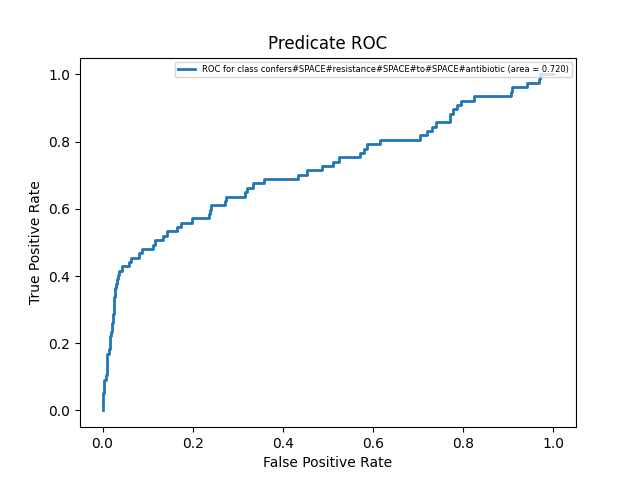 Predicate ROC
ROC for class confers#SPACE#resistance#SPACE#to#SPACE#antibiotic (area = 0.720)
1.0
0.8
0.6
0.4
0.2
0.0
True Positive Rate
0.0 0.2 0.4 0.6 0.8 1.0
False Positive Rate